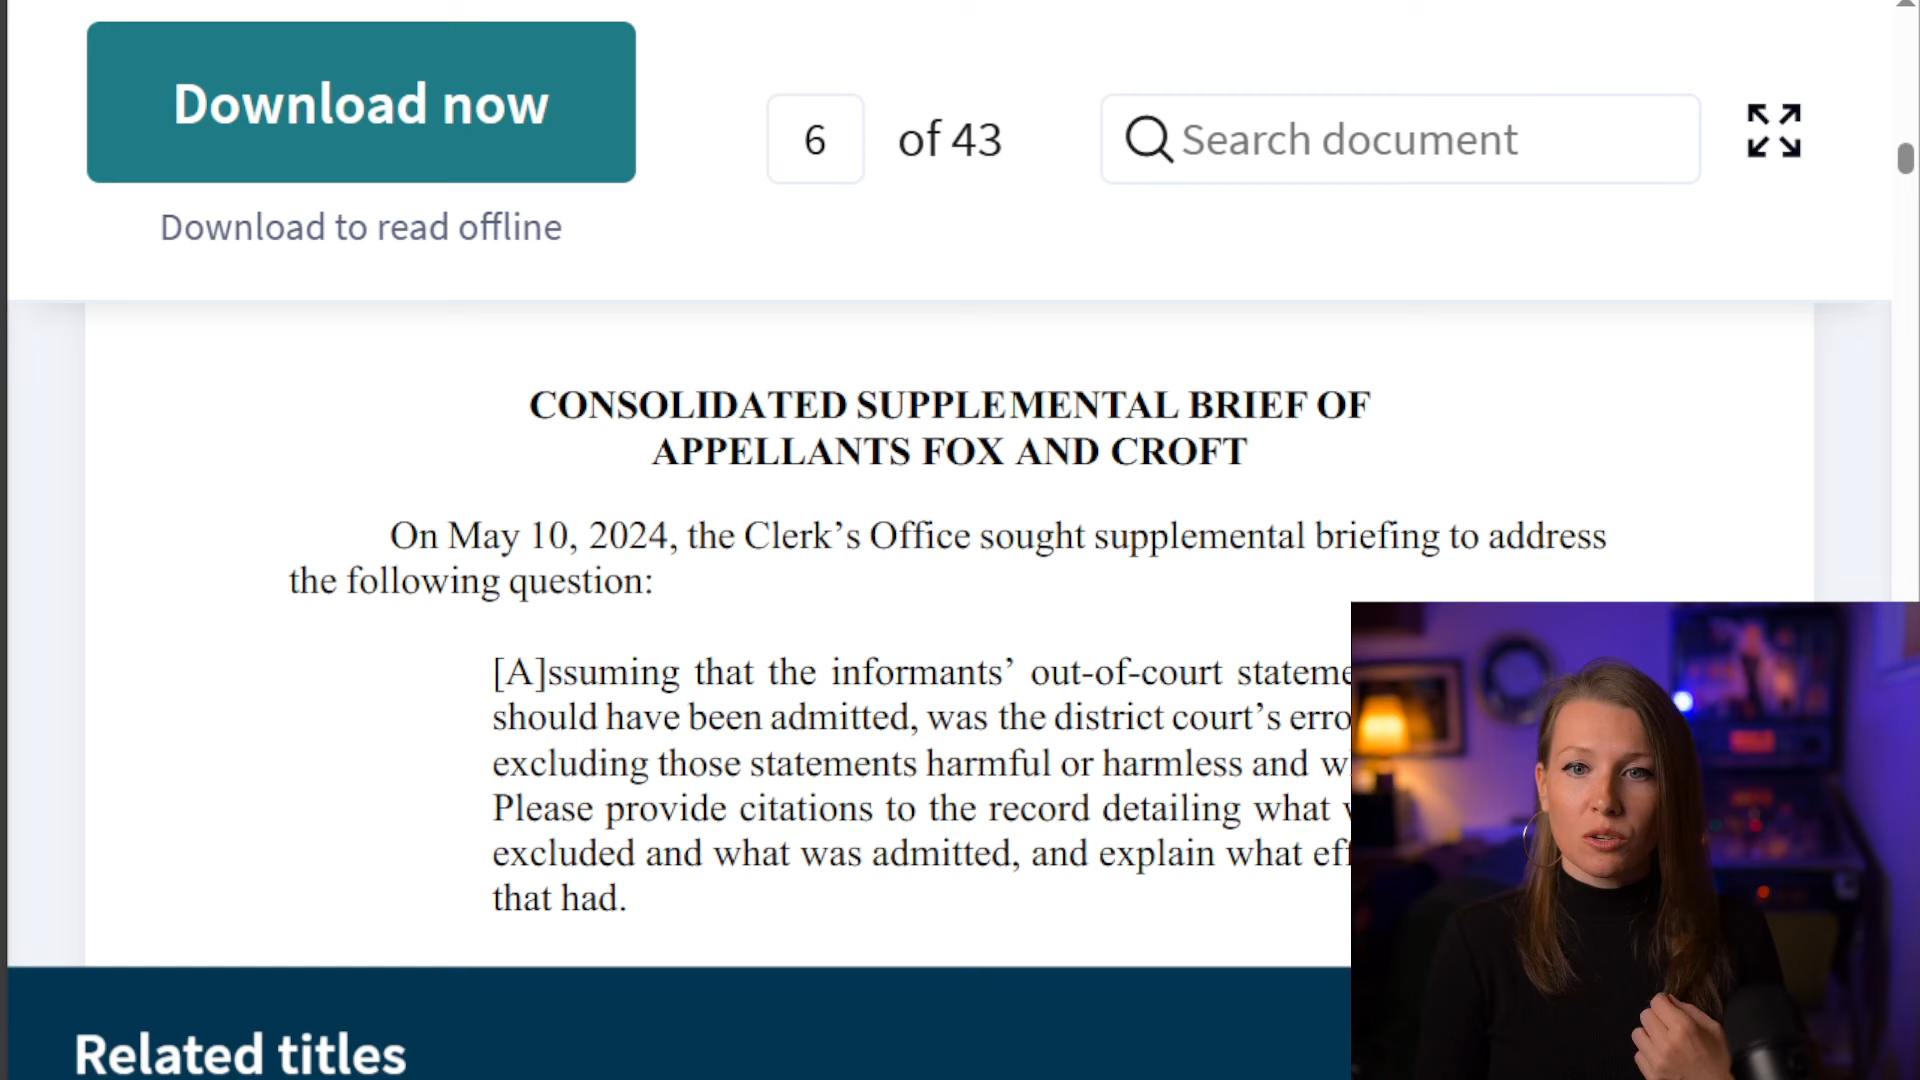 Download now
6 of 43
Search document
Download to read offline
CONSOLIDATED SUPPLEMENTAL BRIEF OF
APPELLANTS FOX AND CROFT
On May 10, 2024, the Clerk’s Office sought supplemental briefing to address
the following question:
[A]ssuming that the informants’ out-of-court
should have been admitted, was the district court’s
excluding those statements harmful or harmless and
Please provide citations to the record detailing what
excluded and what was admitted, and explain what
that had.
Related titles